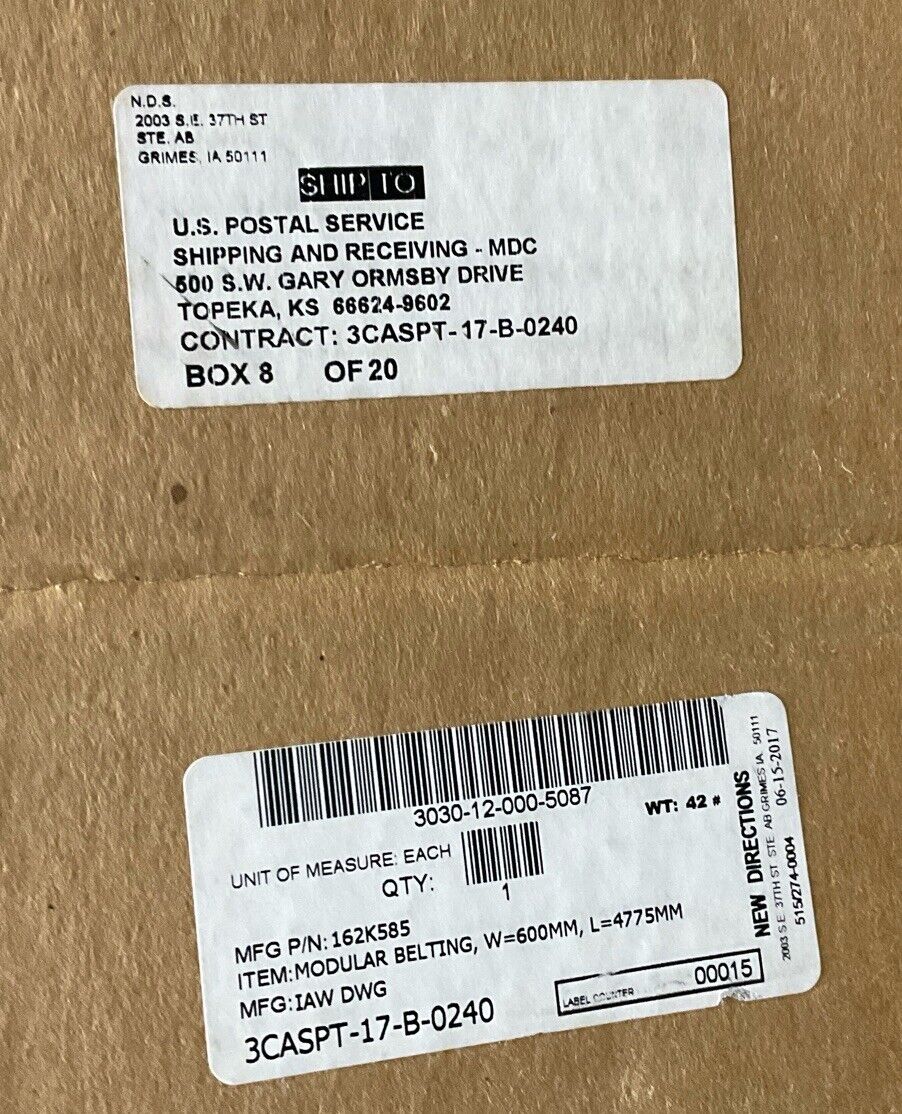 N.D.S.
2003 S.E. 37TH ST
STE. AB
GRIMES, IA 50111
SHIP TO
U.S. POSTAL SERVICE
SHIPPING AND RECEIVING - MDC
500 S.W. GARY ORMSBY DRIVE
TOPEKA, KS 66624-9602
CONTRACT: 3CASPT-17-B-0240
BOX 8 OF 20
3030-12-000-5087
WT: 42 #
UNIT OF MEASURE: EACH
QTY:
1
MFG P/N: 162K585
ITEM:MODULAR BELTING, W=600MM, L=4775MM
MFG:IAW DWG
3CASPT-17-B-0240
LABEL COUNTER 00015
NEW DIRECTIONS
2003 S.E. 37TH ST STE AB GRIMES IA 50111
515/274-0004 06-15-2017